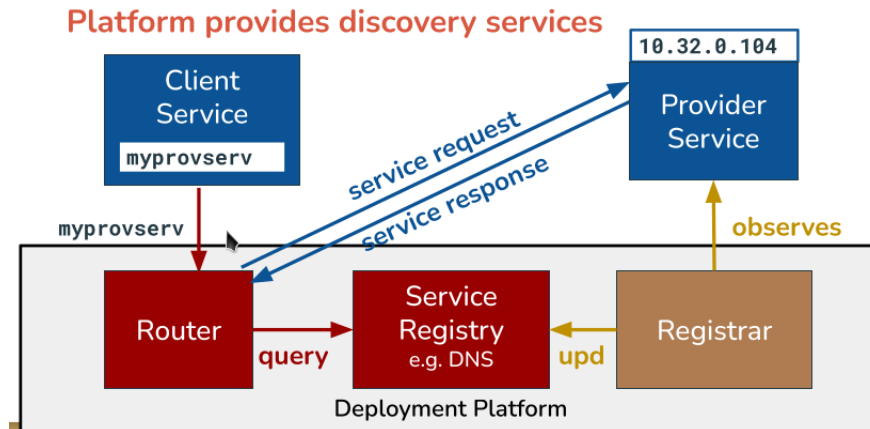 Platform provides discovery services
10.32.0.104
Client
Service
myprovserv
Provider
Service
service request
service response
myprovserv
observes
Router
query
Service
Registry
e.g. DNS
upd
Registrar
Deployment Platform